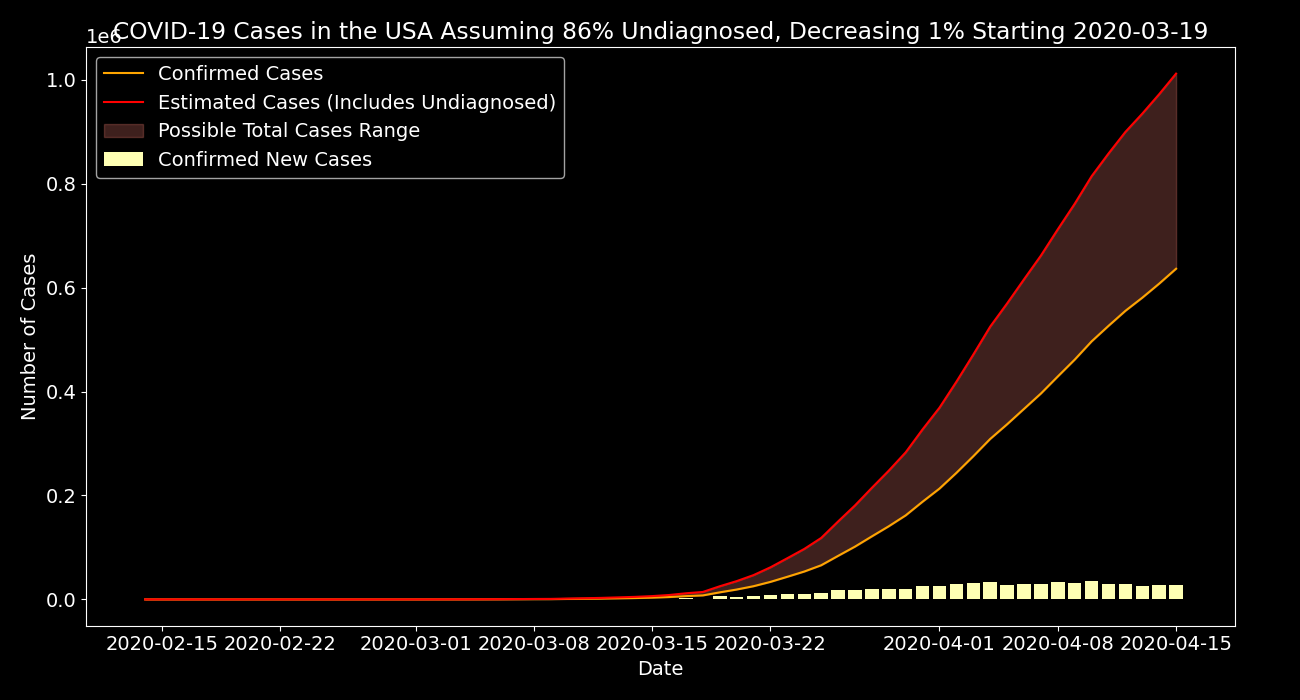 COVID-19 Cases in the USA Assuming 86% Undiagnosed, Decreasing 1% Starting 2020-03-19
1e6
Confirmed Cases
Estimated Cases (Includes Undiagnosed)
Possible Total Cases Range
Confirmed New Cases
1.0
0.8
0.6
0.4
0.2
0.0
Number of Cases
2020-02-15 2020-02-22 2020-03-01 2020-03-08 2020-03-15 2020-03-22 2020-04-01 2020-04-08 2020-04-15
Date